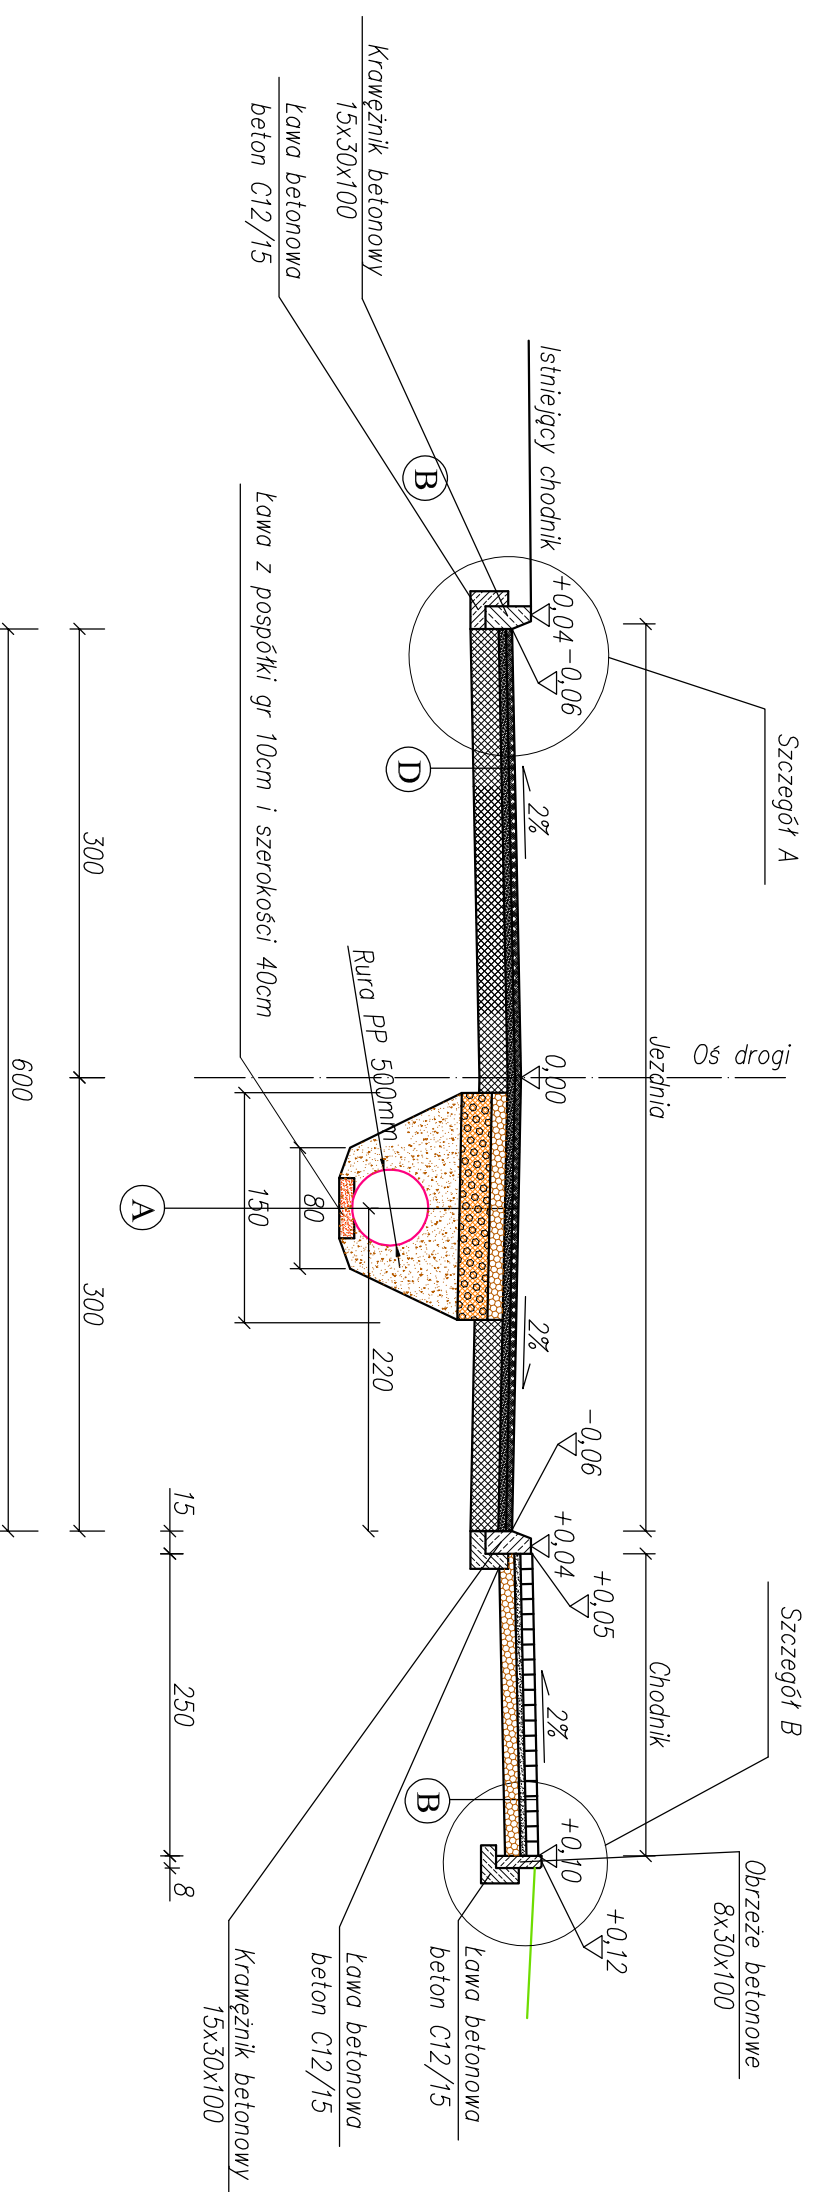 Szczegół A
Szczegół B
Oś drogi
Obrzeże betonowe
8x30x100
Jezdnia
Chodnik
Istniejący chodnik
+0,04
-0,06
0,00
-0,06
+0,04
+0,05
+0,10
+0,12
2%
2%
2%
Krawężnik betonowy
15x30x100
Ława betonowa
beton C12/15
B
D
B
A
Ława z pospółki gr 10cm i szerokości 40cm
Rura PP 500mm
220
80
150
Ława betonowa
beton C12/15
Ława betonowa
beton C12/15
Krawężnik betonowy
15x30x100
15
250
8
300
300
600